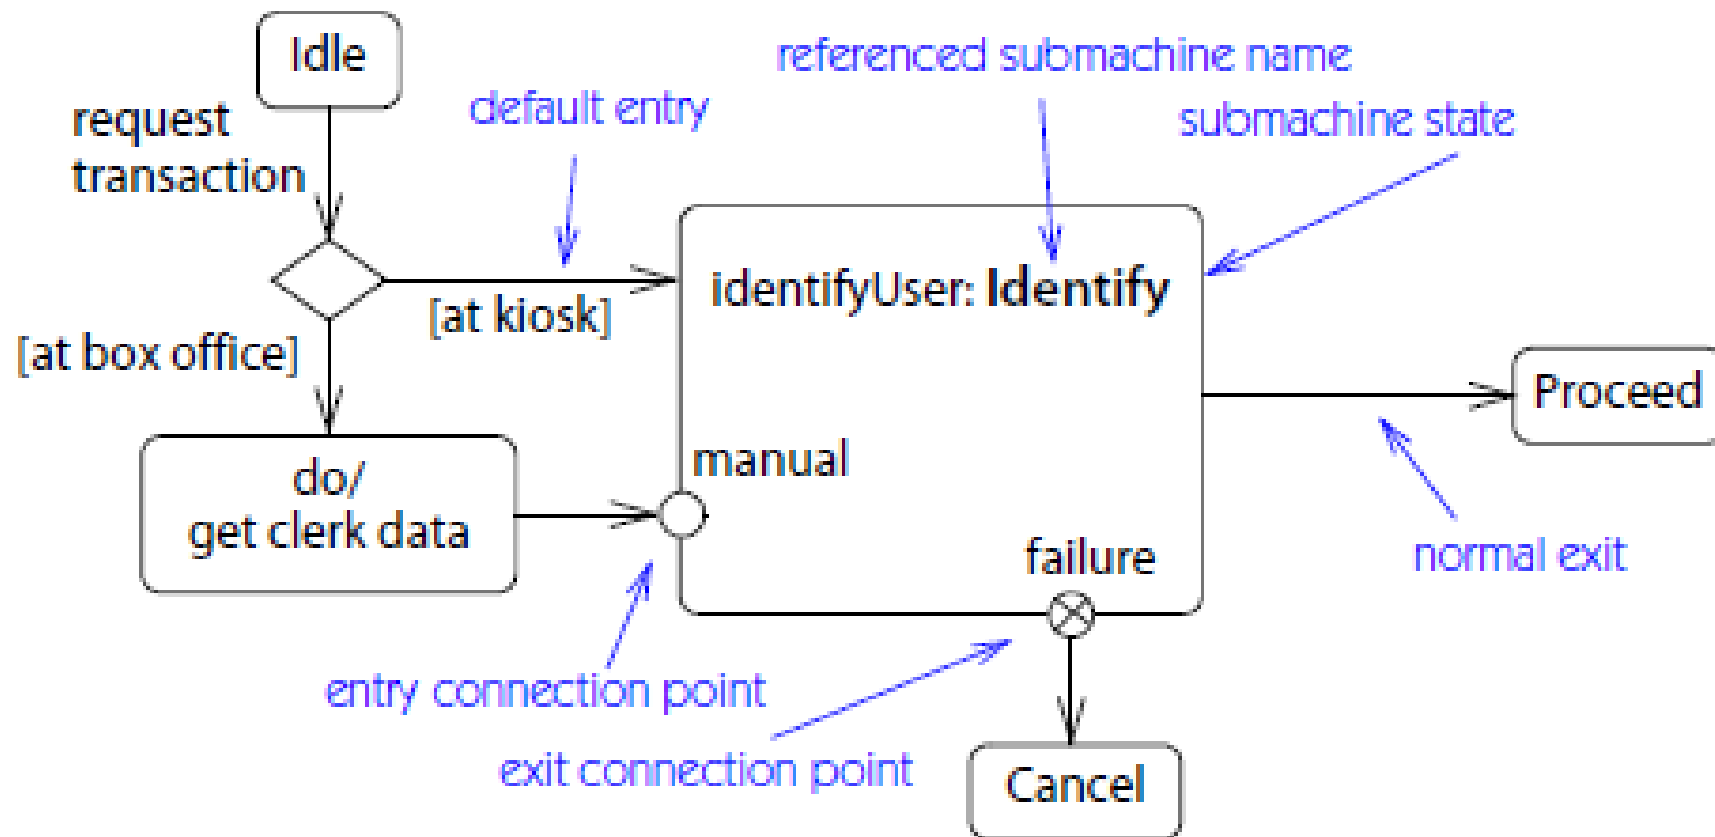 Idle
referenced submachine name
default entry
request
transaction
submachine state
identifyUser: Identify
[at kiosk]
[at box office]
Proceed
manual
do/
get clerk data
failure
normal exit
entry connection point
exit connection point
Cancel